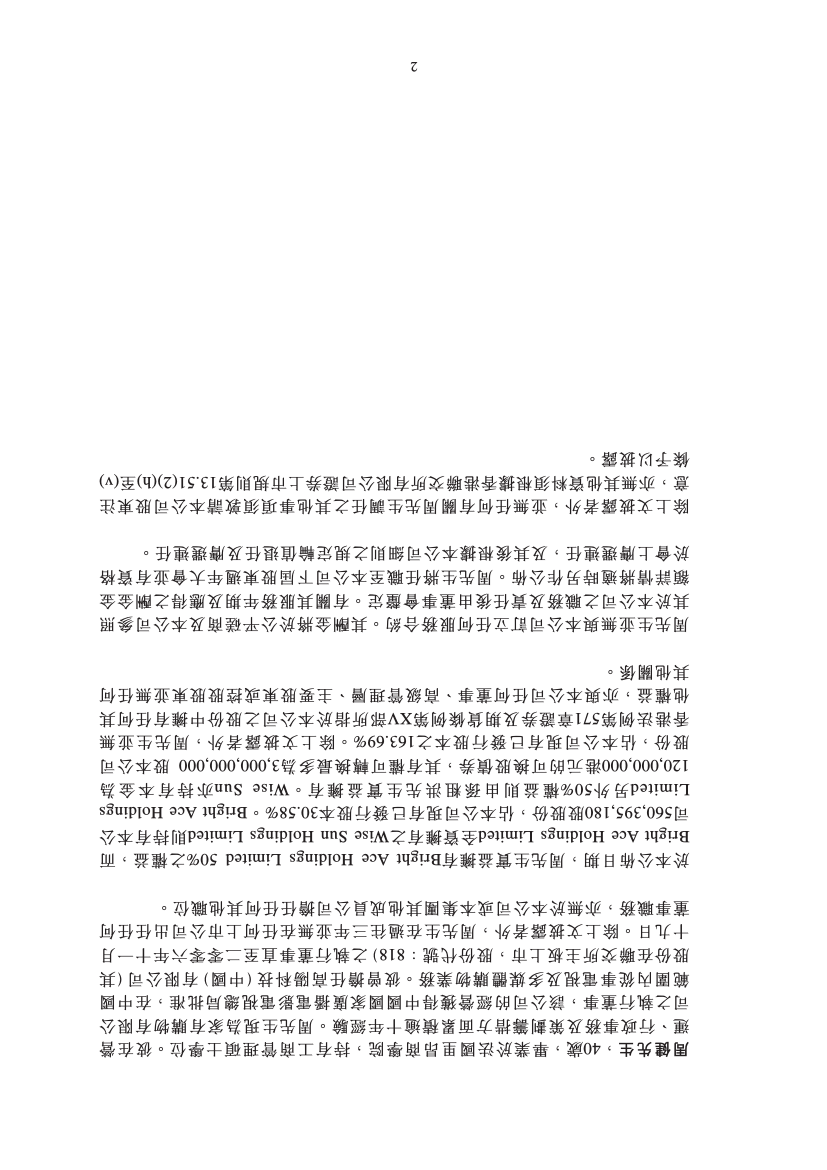 周健先生，40歲，畢業於法國里昂商學院，持有工商管理碩士學位。彼在管
理、行政事務及策劃籌措方面累積逾十年經驗。周先生現為家有購物有限公
司之執行董事，該公司的經營獲得中國國家廣播電影電視總局批准，在中國
範圍內從事電視及多媒體購物業務。彼曾擔任高陽科技（中國）有限公司（其
股份在聯交所主板上市，股份代號：818）之執行董事直至二零零六年十一月
十九日。除上文披露者外，周先生在過往三年並無在任何上市公司出任任何
董事職務，亦無於本公司或本集團其他成員公司擔任任何其他職位。
於本公佈日期，周先生實益擁有Bright Ace Holdings Limited 50%之權益，而
Bright Ace Holdings Limited全資擁有之Wise Sun Holdings Limited則持有本公
司560,395,180股股份，佔本公司現有已發行股本30.58%。Bright Ace Holdings
Limited另外50%權益則由孫粗洪先生實益擁有。Wise Sun亦持有本金為
120,000,000港元的可換股債券，其有權可轉換最多為3,000,000,000 股本公司
股份，佔本公司現有已發行股本之163.69%。除上文披露者外，周先生並無
香港法例第571章證券及期貨條例第XV部所指於本公司之股份中擁有任何其
他權益，亦與本公司任何董事、高級管理層、主要股東或控股股東並無任何
其他關係。
周先生並無與本公司訂立任何服務合約。其酬金將於公平磋商及本公司參照
其於本公司之職務及責任後由董事會釐定。有關其服務年期及應得之酬金金
額詳情將適時另作公佈。周先生將任職至本公司下屆股東週年大會並有資格
於會上膺選連任，及其後根據本公司細則之規定輪值退任及膺選連任。
除上文披露者外，並無任何有關周先生調任之其他事項須敦請本公司股東注
意，亦無其他資料須根據香港聯交所有限公司證券上市規則第13.51(2)(h)至(v)
條予以披露。
2